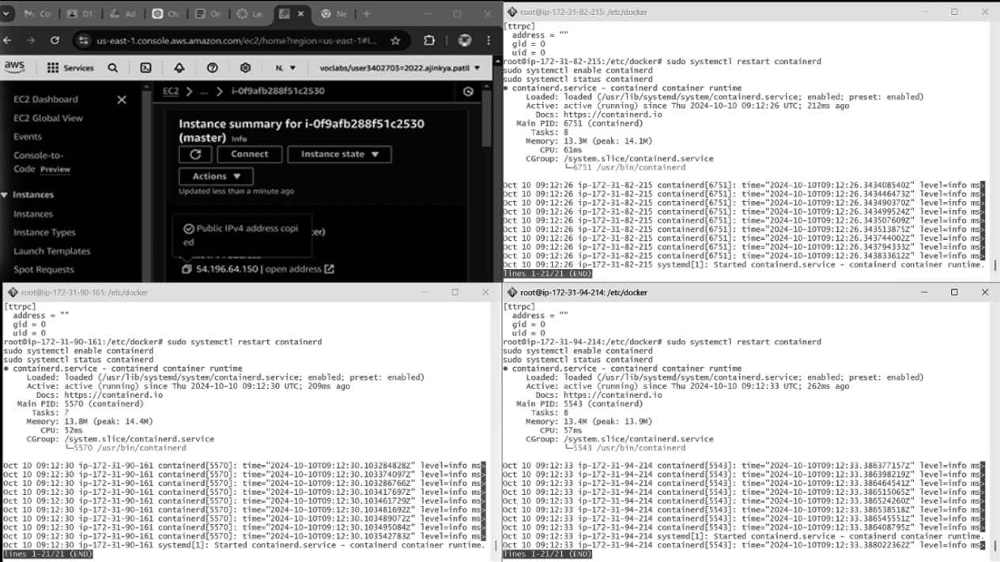 Co
D1
Ad
Ch
On
Lau
Ne
us-east-1.console.aws.amazon.com/ec2/home?region=us-east-1#I...
aws
Services
N. ▼
voclabs/user3402703=2022.ajinkya.patil ▼
EC2 Dashboard
EC2 Global View
Events
Console-to-
Code Preview
Instances
Instances
Instance Types
Launch Templates
Spot Requests
EC2 > ... > i-0f9afb288f51c2530
Instance summary for i-0f9afb288f51c2530
(master) Info
Connect
Instance state ▼
Actions ▼
Updated less than a minute ago
Public IPv4 address copi
ed
54.196.64.150 | open address
root@ip-172-31-82-215: /etc/docker
[ttrpc]
address = ""
gid = 0
uid = 0
root@ip-172-31-82-215:/etc/docker# sudo systemctl restart containerd
sudo systemctl enable containerd
sudo systemctl status containerd
● containerd.service - containerd container runtime
Loaded: loaded (/usr/lib/systemd/system/containerd.service; enabled; preset: enabled)
Active: active (running) since Thu 2024-10-10 09:12:26 UTC; 212ms ago
Docs: https://containerd.io
Main PID: 6751 (containerd)
Tasks: 8
Memory: 13.3M (peak: 14.1M)
CPU: 61ms
CGroup: /system.slice/containerd.service
└─6751 /usr/bin/containerd
Oct 10 09:12:26 ip-172-31-82-215 containerd[6751]: time="2024-10-10T09:12:26.343408540Z" level=info ms>
Oct 10 09:12:26 ip-172-31-82-215 containerd[6751]: time="2024-10-10T09:12:26.343446473Z" level=info ms>
Oct 10 09:12:26 ip-172-31-82-215 containerd[6751]: time="2024-10-10T09:12:26.343490370Z" level=info ms>
Oct 10 09:12:26 ip-172-31-82-215 containerd[6751]: time="2024-10-10T09:12:26.343499524Z" level=info ms>
Oct 10 09:12:26 ip-172-31-82-215 containerd[6751]: time="2024-10-10T09:12:26.343507609Z" level=info ms>
Oct 10 09:12:26 ip-172-31-82-215 containerd[6751]: time="2024-10-10T09:12:26.343513875Z" level=info ms>
Oct 10 09:12:26 ip-172-31-82-215 containerd[6751]: time="2024-10-10T09:12:26.343744002Z" level=info ms>
Oct 10 09:12:26 ip-172-31-82-215 containerd[6751]: time="2024-10-10T09:12:26.343794333Z" level=info ms>
Oct 10 09:12:26 ip-172-31-82-215 containerd[6751]: time="2024-10-10T09:12:26.343833612Z" level=info ms>
Oct 10 09:12:26 ip-172-31-82-215 systemd[1]: Started containerd.service - containerd container runtime.
lines 1-21/21 (END)
root@ip-172-31-90-161: /etc/docker
[ttrpc]
address = ""
gid = 0
uid = 0
root@ip-172-31-90-161:/etc/docker# sudo systemctl restart containerd
sudo systemctl enable containerd
sudo systemctl status containerd
● containerd.service - containerd container runtime
Loaded: loaded (/usr/lib/systemd/system/containerd.service; enabled; preset: enabled)
Active: active (running) since Thu 2024-10-10 09:12:30 UTC; 209ms ago
Docs: https://containerd.io
Main PID: 5570 (containerd)
Tasks: 7
Memory: 13.8M (peak: 14.4M)
CPU: 52ms
CGroup: /system.slice/containerd.service
└─5570 /usr/bin/containerd
Oct 10 09:12:30 ip-172-31-90-161 containerd[5570]: time="2024-10-10T09:12:30.103284828Z" level=info ms>
Oct 10 09:12:30 ip-172-31-90-161 containerd[5570]: time="2024-10-10T09:12:30.103374097Z" level=info ms>
Oct 10 09:12:30 ip-172-31-90-161 containerd[5570]: time="2024-10-10T09:12:30.103286766Z" level=info ms>
Oct 10 09:12:30 ip-172-31-90-161 containerd[5570]: time="2024-10-10T09:12:30.103417697Z" level=info ms>
Oct 10 09:12:30 ip-172-31-90-161 containerd[5570]: time="2024-10-10T09:12:30.103461729Z" level=info ms>
Oct 10 09:12:30 ip-172-31-90-161 containerd[5570]: time="2024-10-10T09:12:30.103481692Z" level=info ms>
Oct 10 09:12:30 ip-172-31-90-161 containerd[5570]: time="2024-10-10T09:12:30.103489072Z" level=info ms>
Oct 10 09:12:30 ip-172-31-90-161 containerd[5570]: time="2024-10-10T09:12:30.103495084Z" level=info ms>
Oct 10 09:12:30 ip-172-31-90-161 containerd[5570]: time="2024-10-10T09:12:30.103542783Z" level=info ms>
Oct 10 09:12:30 ip-172-31-90-161 systemd[1]: Started containerd.service - containerd container runtime.
lines 1-21/21 (END)
root@ip-172-31-94-214: /etc/docker
[ttrpc]
address = ""
gid = 0
uid = 0
root@ip-172-31-94-214:/etc/docker# sudo systemctl restart containerd
sudo systemctl enable containerd
sudo systemctl status containerd
● containerd.service - containerd container runtime
Loaded: loaded (/usr/lib/systemd/system/containerd.service; enabled; preset: enabled)
Active: active (running) since Thu 2024-10-10 09:12:33 UTC; 262ms ago
Docs: https://containerd.io
Main PID: 5543 (containerd)
Tasks: 8
Memory: 13.4M (peak: 13.9M)
CPU: 57ms
CGroup: /system.slice/containerd.service
└─5543 /usr/bin/containerd
Oct 10 09:12:33 ip-172-31-94-214 containerd[5543]: time="2024-10-10T09:12:33.386377157Z" level=info ms>
Oct 10 09:12:33 ip-172-31-94-214 containerd[5543]: time="2024-10-10T09:12:33.386398219Z" level=info ms>
Oct 10 09:12:33 ip-172-31-94-214 containerd[5543]: time="2024-10-10T09:12:33.386464541Z" level=info ms>
Oct 10 09:12:33 ip-172-31-94-214 containerd[5543]: time="2024-10-10T09:12:33.386515065Z" level=info ms>
Oct 10 09:12:33 ip-172-31-94-214 containerd[5543]: time="2024-10-10T09:12:33.386524260Z" level=info ms>
Oct 10 09:12:33 ip-172-31-94-214 containerd[5543]: time="2024-10-10T09:12:33.386538518Z" level=info ms>
Oct 10 09:12:33 ip-172-31-94-214 containerd[5543]: time="2024-10-10T09:12:33.386545551Z" level=info ms>
Oct 10 09:12:33 ip-172-31-94-214 containerd[5543]: time="2024-10-10T09:12:33.386408795Z" level=info ms>
Oct 10 09:12:33 ip-172-31-94-214 systemd[1]: Started containerd.service - containerd container runtime.
Oct 10 09:12:33 ip-172-31-94-214 containerd[5543]: time="2024-10-10T09:12:33.388022362Z" level=info ms>
lines 1-21/21 (END)